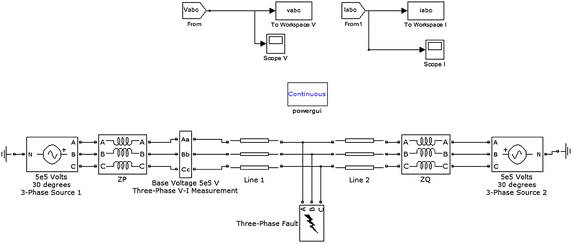 Vabc
From
vabc
To Workspace V
Scope V
Iabc
From1
iabc
To Workspace I
Scope I
Continuous
powergui
N
A
B
C
5e5 Volts
30 degrees
3-Phase Source 1
A A
B B
C C
ZP
Aa
Bb
Cc
Base Voltage 5e5 V
Three-Phase V-I Measurement
Line 1
Line 2
A B C
Three-Phase Fault
A A
B B
C C
ZQ
A
B
C
N
5e5 Volts
30 degrees
3-Phase Source 2